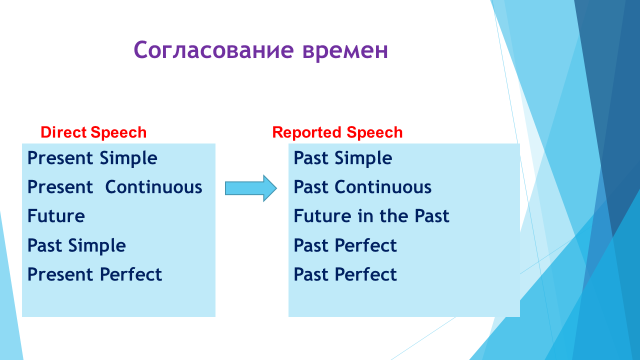 Согласование времен
Direct Speech
Present Simple
Present Continuous
Future
Past Simple
Present Perfect
Reported Speech
Past Simple
Past Continuous
Future in the Past
Past Perfect
Past Perfect